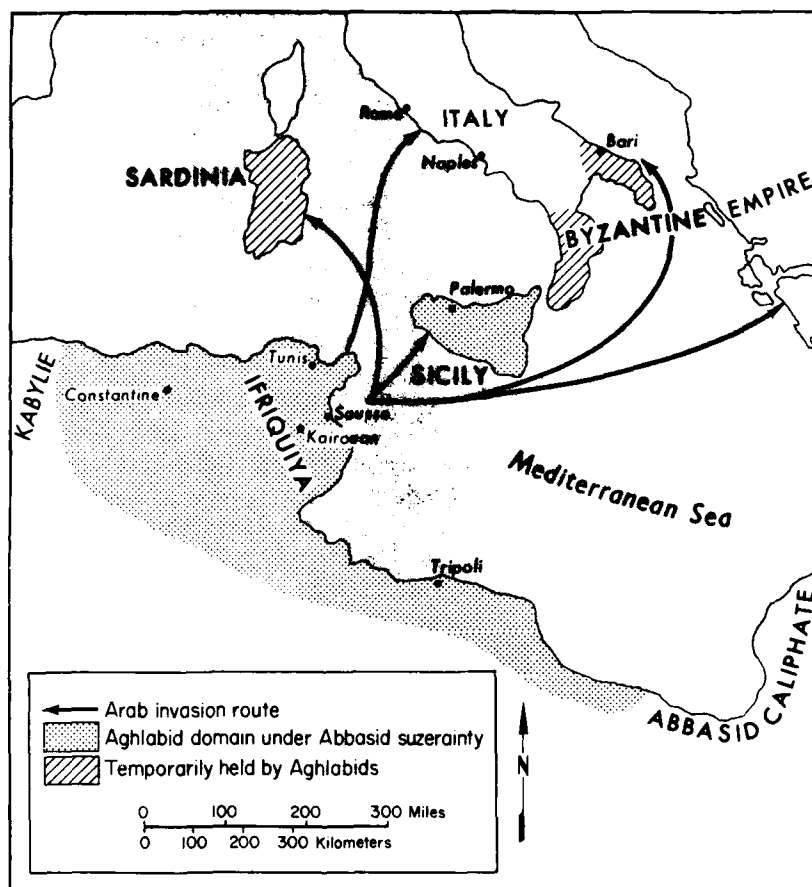 Rome
ITALY
Bari
Naples
SARDINIA
BYZANTINE EMPIRE
Palermo
Tunis
SICILY
KABYLIE
Constantine
IFRIQUIYA
Sousse
Kairouan
Mediterranean Sea
Tripoli
ABBASID CALIPHATE
Arab invasion route
Aghlabid domain under Abbasid suzerainty
Temporarily held by Aghlabids
N
0 100 200 300 Miles
0 100 200 300 Kilometers